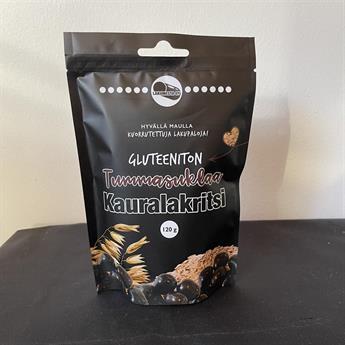 HYVÄLLÄ MAULLA
KUORRUTETTUJA LAKUPALOJA!
GLUTEENITON
Tummasuklaa
Kauralakritsi
120 g